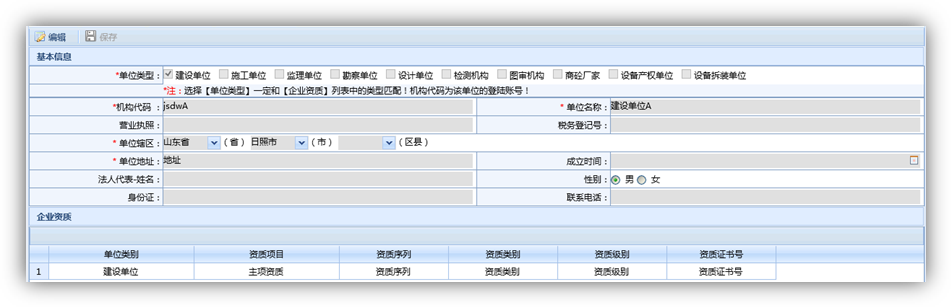 编辑 保存
基本信息
*单位类型： 建设单位 施工单位 监理单位 勘察单位 设计单位 检测机构 图审机构 商砼厂家 设备产权单位 设备拆装单位
*注：选择【单位类型】一定和【企业资质】列表中的类型匹配！机构代码为该单位的登陆账号！
*机构代码： jsdwA * 单位名称： 建设单位A
营业执照： 税务登记号：
* 单位辖区： 山东省 （省） 日照市 （市） （区县）
* 单位地址： 地址 成立时间：
法人代表-姓名： 性别： 男 女
身份证： 联系电话：
企业资质
单位类别 资质项目 资质序列 资质类别 资质级别 资质证书号
1 建设单位 主项资质 资质序列 资质类别 资质级别 资质证书号